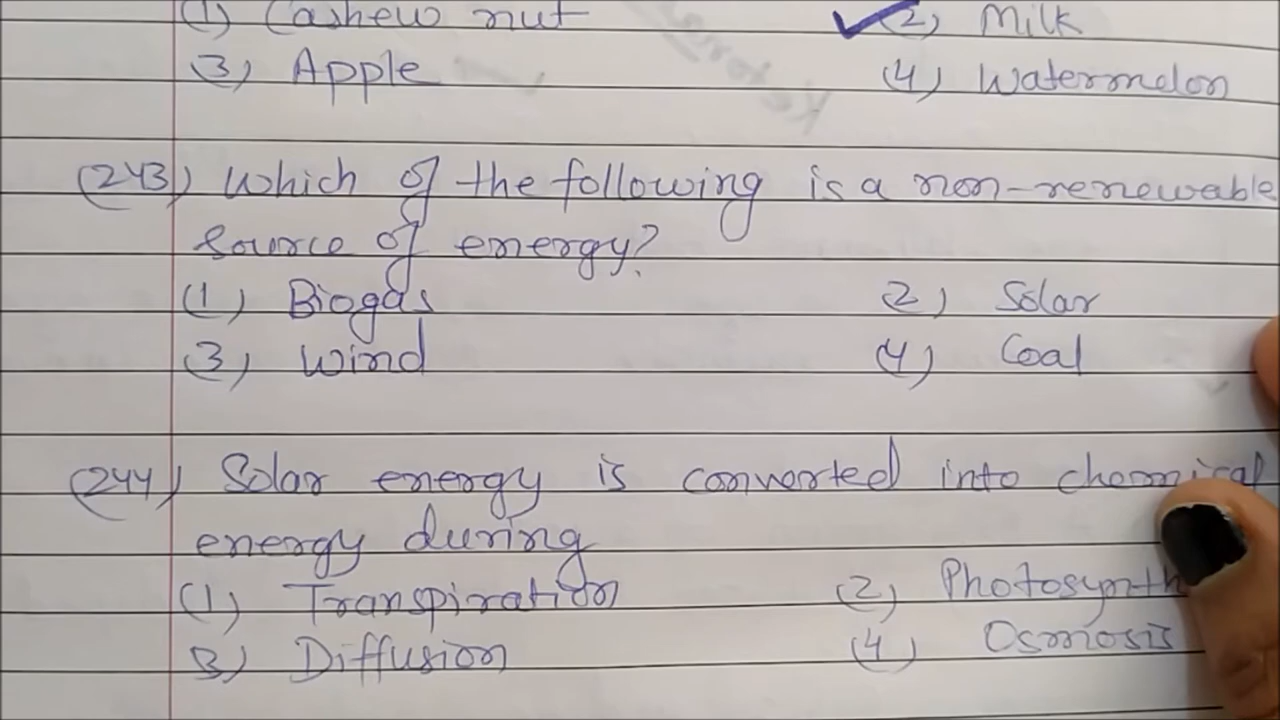 (1) Cashew nut (2) Milk
3) Apple (4) Watermelon
(243) Which of the following is a non-renewable
source of energy?
(1) Biogas 2) Solar
(3) Wind (4) Coal
(244) Solar energy is converted into chemical
energy during
(1) Transpiration (2) Photosynth
3) Diffusion (4) Osmosis